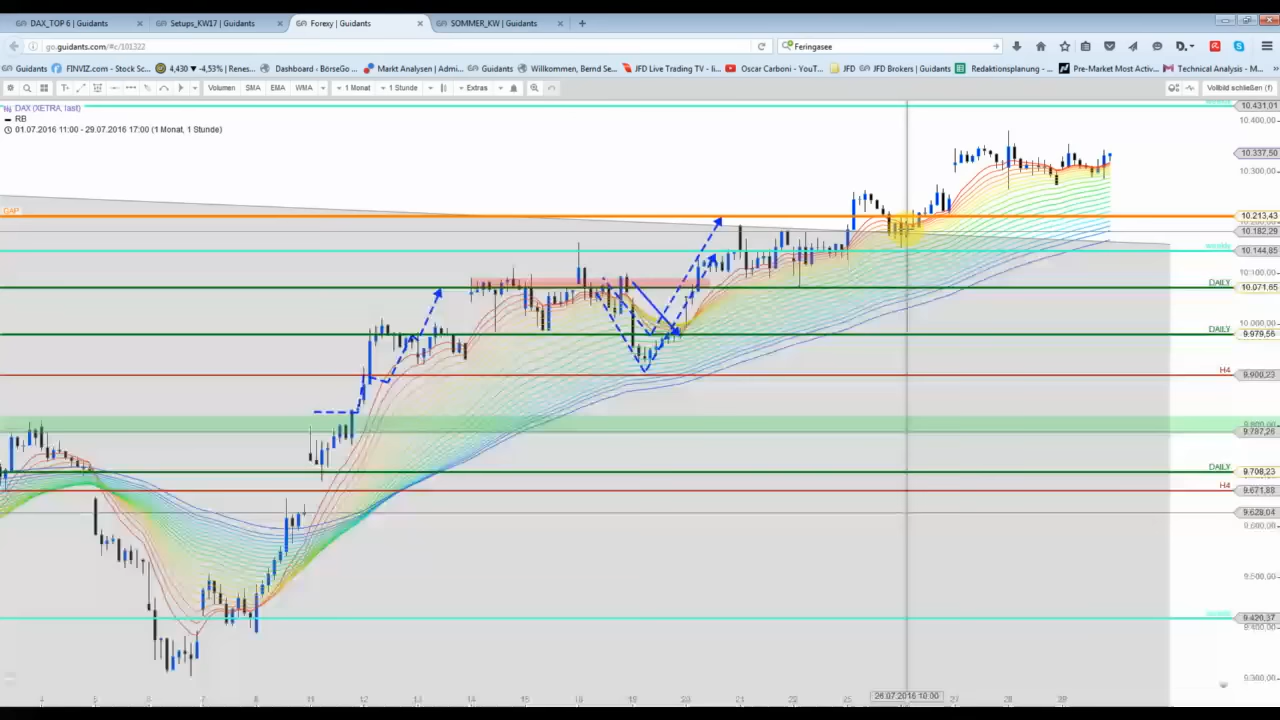 DAX_TOP 6 | Guidants
Setups_KW17 | Guidants
Forexy | Guidants
SOMMER_KW | Guidants
go.guidants.com/#c/101322
Feringasee
Guidants
FINVIZ.com - Stock Sc...
4,430 ▼ -4,53% | Renes...
Dashboard ‹ BörseGo ...
Markt Analysen | Admi...
Guidants
Willkommen, Bernd Se...
JFD Live Trading TV - li...
Oscar Carboni - YouT...
JFD
JFD Brokers | Guidants
Redaktionsplanung - ...
Pre-Market Most Activ...
Technical Analysis - M...
Volumen
SMA
EMA
WMA
1 Monat
1 Stunde
Extras
Vollbild schließen (f)
DAX (XETRA, last)
RB
01.07.2016 11:00 - 29.07.2016 17:00 (1 Monat, 1 Stunde)
10.431,01
10.400,00
10.337,50
10.300,00
GAP
10.213,43
10.182,29
weekly
10.144,85
10.100,00
DAILY
10.071,65
10.000,00
DAILY
9.979,56
H4
9.787,26
DAILY
9.708,23
H4
9.671,88
9.628,04
9.600,00
9.500,00
9.420,37
9.400,00
9.300,00
4
5
6
7
8
11
12
13
14
15
18
19
20
21
22
25
26.07.2016 18:00
27
28
29